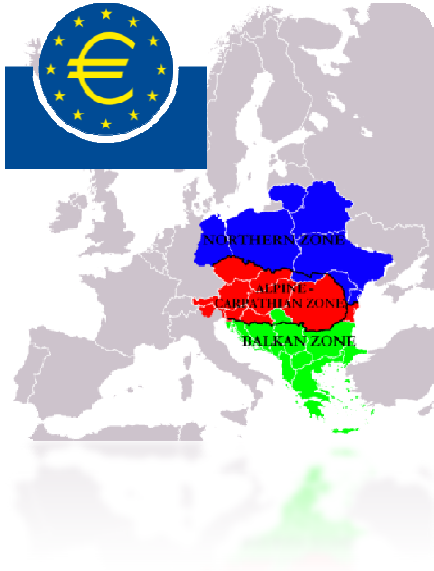 NORTHERN ZONE
ALPINE -
CARPATHIAN ZONE
BALKAN ZONE